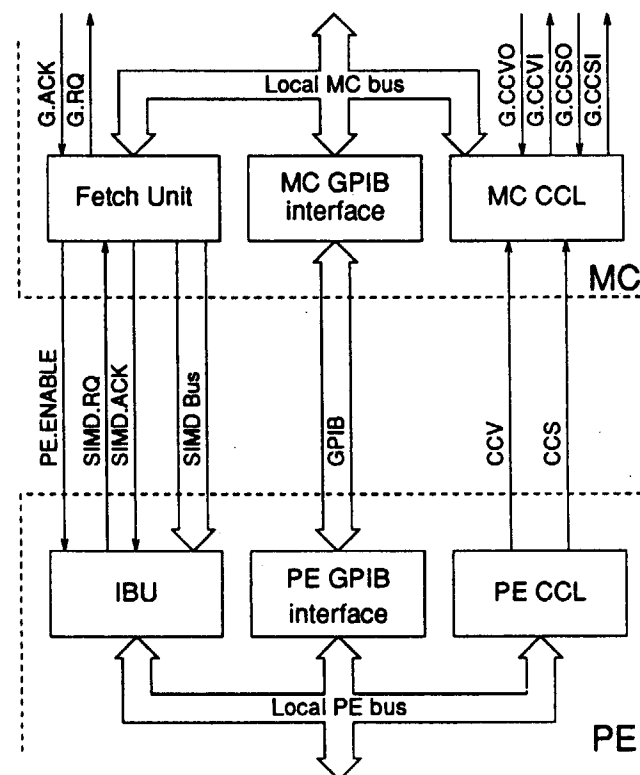 G.ACK
G.RQ
Local MC bus
G.CCVO
G.CCVI
G.CCSO
G.CCSI
Fetch Unit
MC GPIB
interface
MC CCL
MC
PE.ENABLE
SIMD.RQ
SIMD.ACK
SIMD Bus
GPIB
CCV
CCS
IBU
PE GPIB
interface
PE CCL
Local PE bus
PE